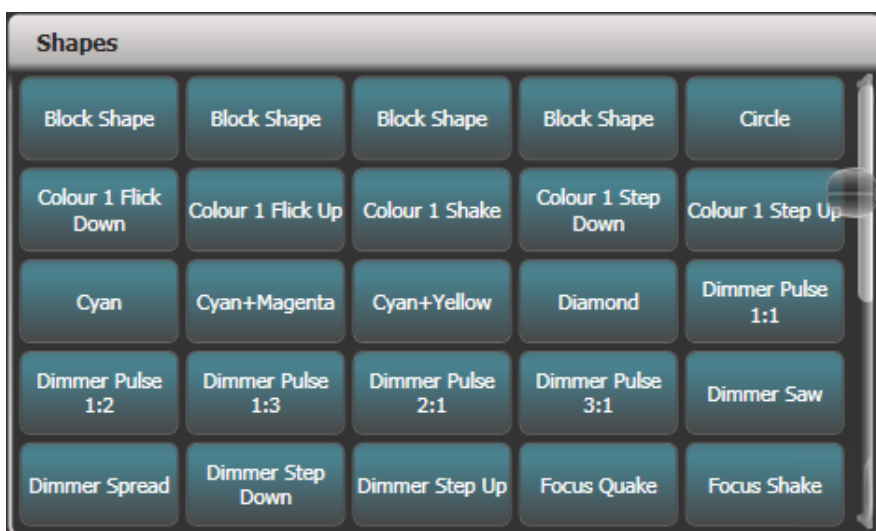 Shapes
Block Shape
Block Shape
Block Shape
Block Shape
Circle
Colour 1 Flick
Down
Colour 1 Flick Up
Colour 1 Shake
Colour 1 Step
Down
Colour 1 Step Up
Cyan
Cyan+Magenta
Cyan+Yellow
Diamond
Dimmer Pulse
1:1
Dimmer Pulse
1:2
Dimmer Pulse
1:3
Dimmer Pulse
2:1
Dimmer Pulse
3:1
Dimmer Saw
Dimmer Spread
Dimmer Step
Down
Dimmer Step Up
Focus Quake
Focus Shake